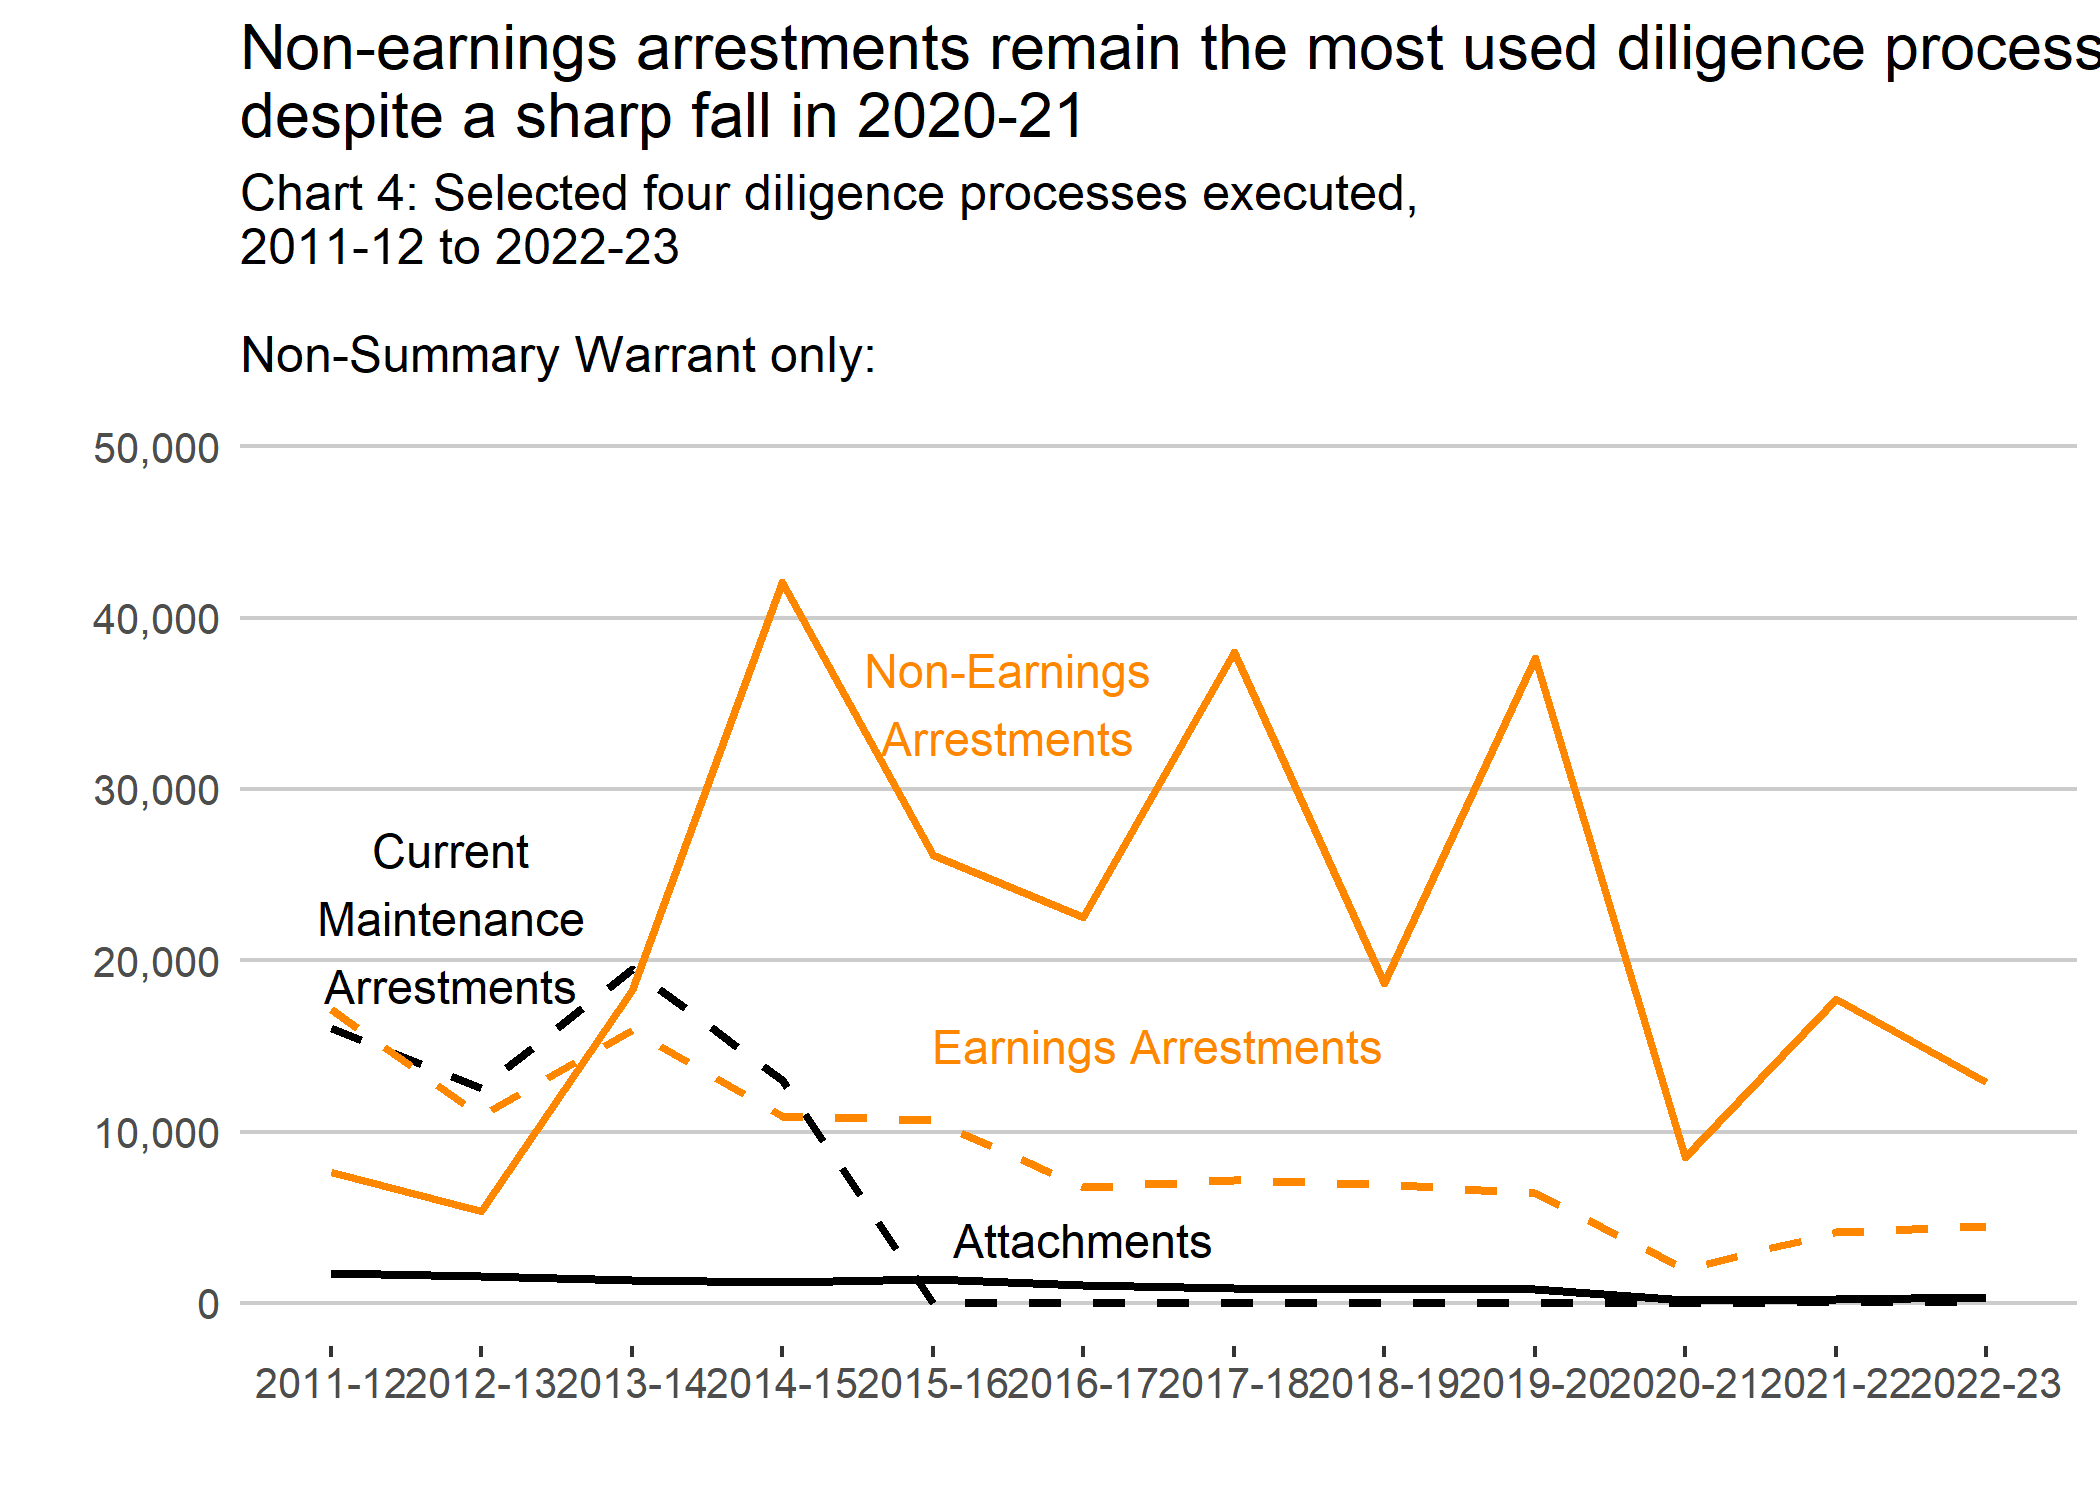 Non-earnings arrestments remain the most used diligence process
despite a sharp fall in 2020-21
Chart 4: Selected four diligence processes executed,
2011-12 to 2022-23
Non-Summary Warrant only:
50,000
40,000
Non-Earnings
Arrestments
30,000
Current
Maintenance
Arrestments
20,000
Earnings Arrestments
10,000
Attachments
0
2011-12 2012-13 2013-14 2014-15 2015-16 2016-17 2017-18 2018-19 2019-20 2020-21 2021-22 2022-23